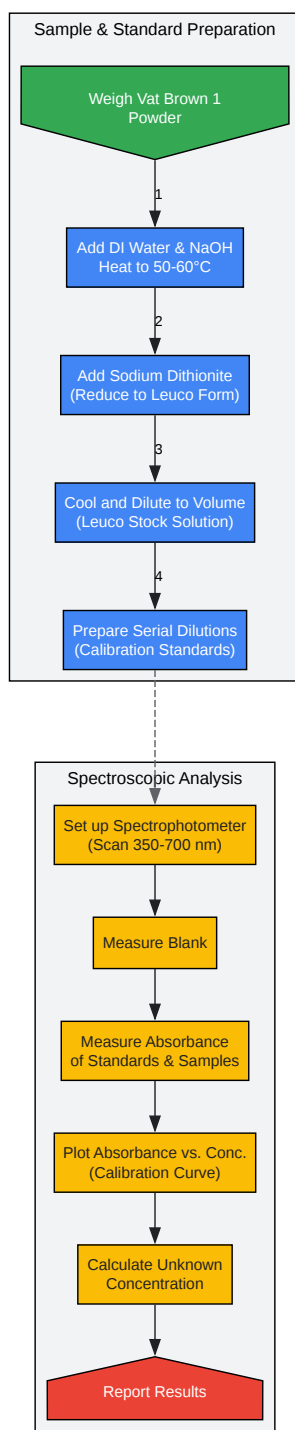 Sample & Standard Preparation
Weigh Vat Brown 1
Powder
1
Add DI Water & NaOH
Heat to 50-60°C
2
Add Sodium Dithionite
(Reduce to Leuco Form)
3
Cool and Dilute to Volume
(Leuco Stock Solution)
4
Prepare Serial Dilutions
(Calibration Standards)
Spectroscopic Analysis
Set up Spectrophotometer
(Scan 350-700 nm)
Measure Blank
Measure Absorbance
of Standards & Samples
Plot Absorbance vs. Conc.
(Calibration Curve)
Calculate Unknown
Concentration
Report Results